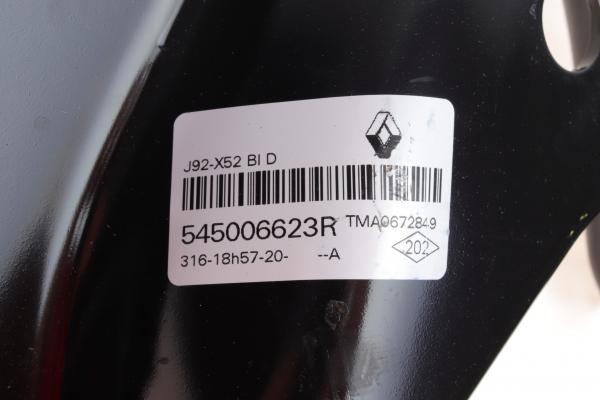 J92-X52 BI D
545006623R TMA0672849
316-18h57-20- --A 202